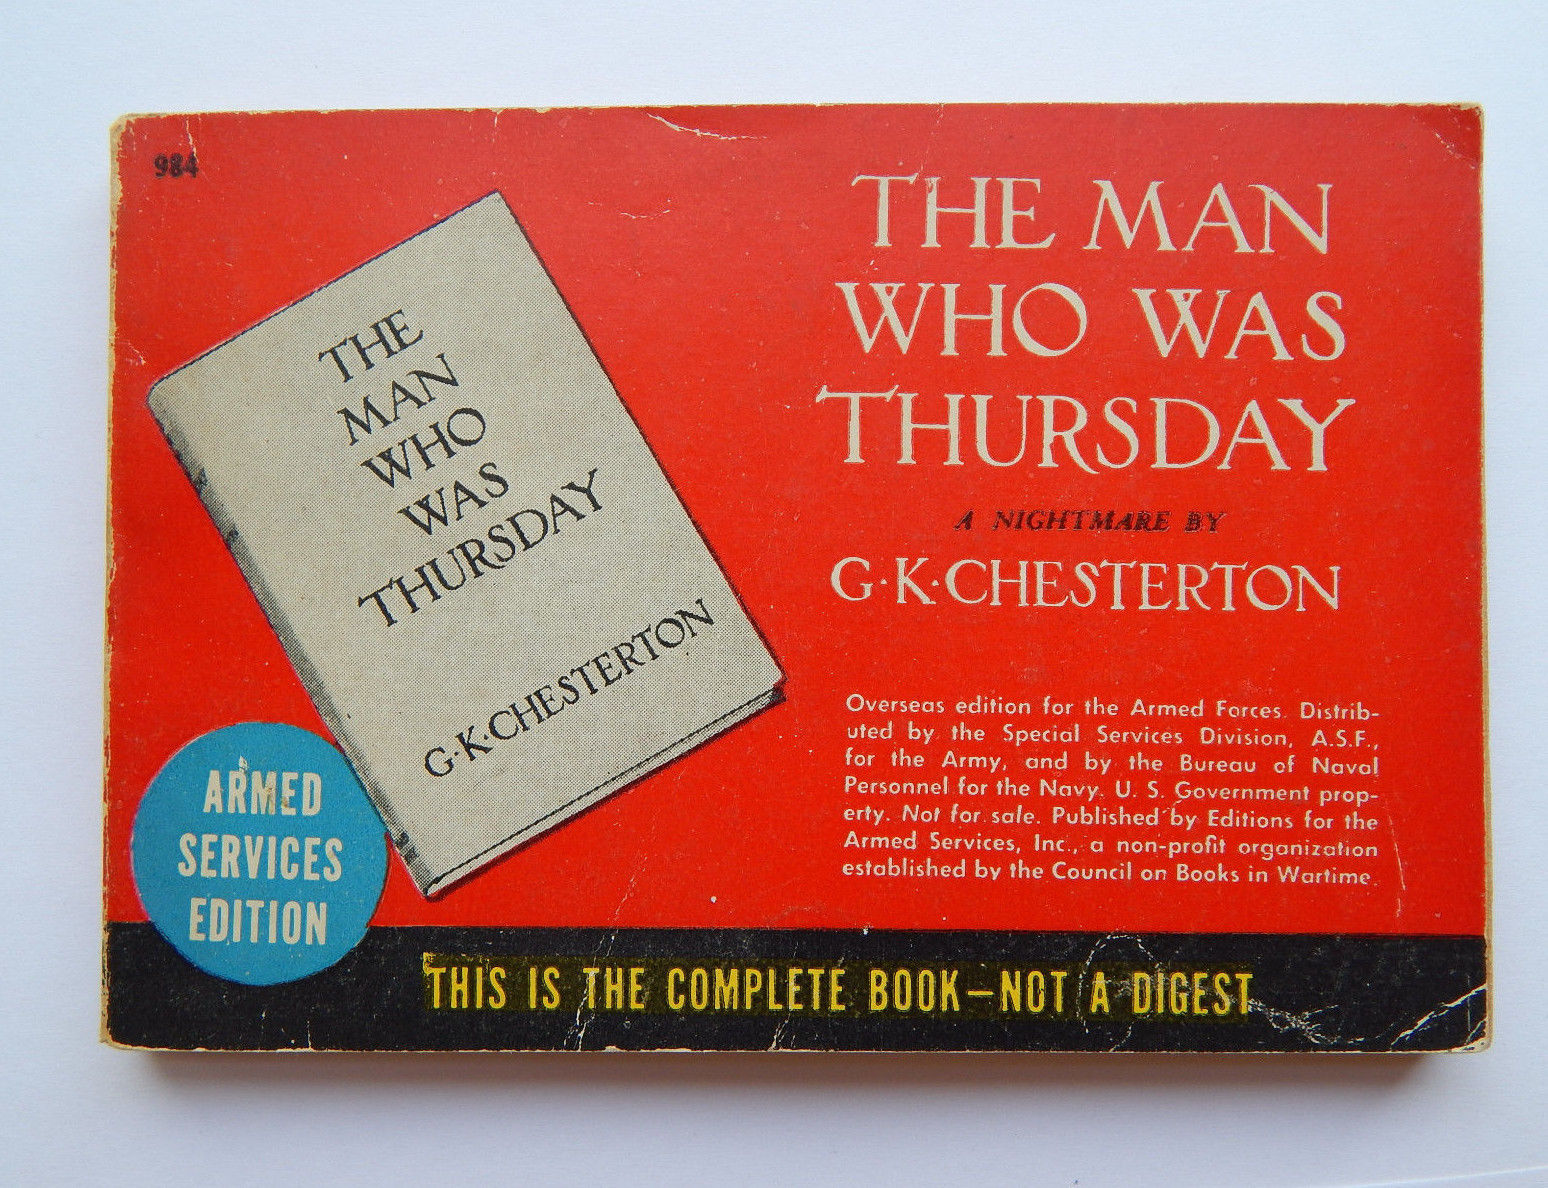 984
THE
MAN
WHO
WAS
THURSDAY
G·K·CHESTERTON
ARMED
SERVICES
EDITION
THE MAN
WHO WAS
THURSDAY
A NIGHTMARE BY
G·K·CHESTERTON
Overseas edition for the Armed Forces. Distrib-
uted by the Special Services Division, A.S.F.,
for the Army, and by the Bureau of Naval
Personnel for the Navy. U. S. Government prop-
erty. Not for sale. Published by Editions for the
Armed Services, Inc., a non-profit organization
established by the Council on Books in Wartime.
THIS IS THE COMPLETE BOOK—NOT A DIGEST